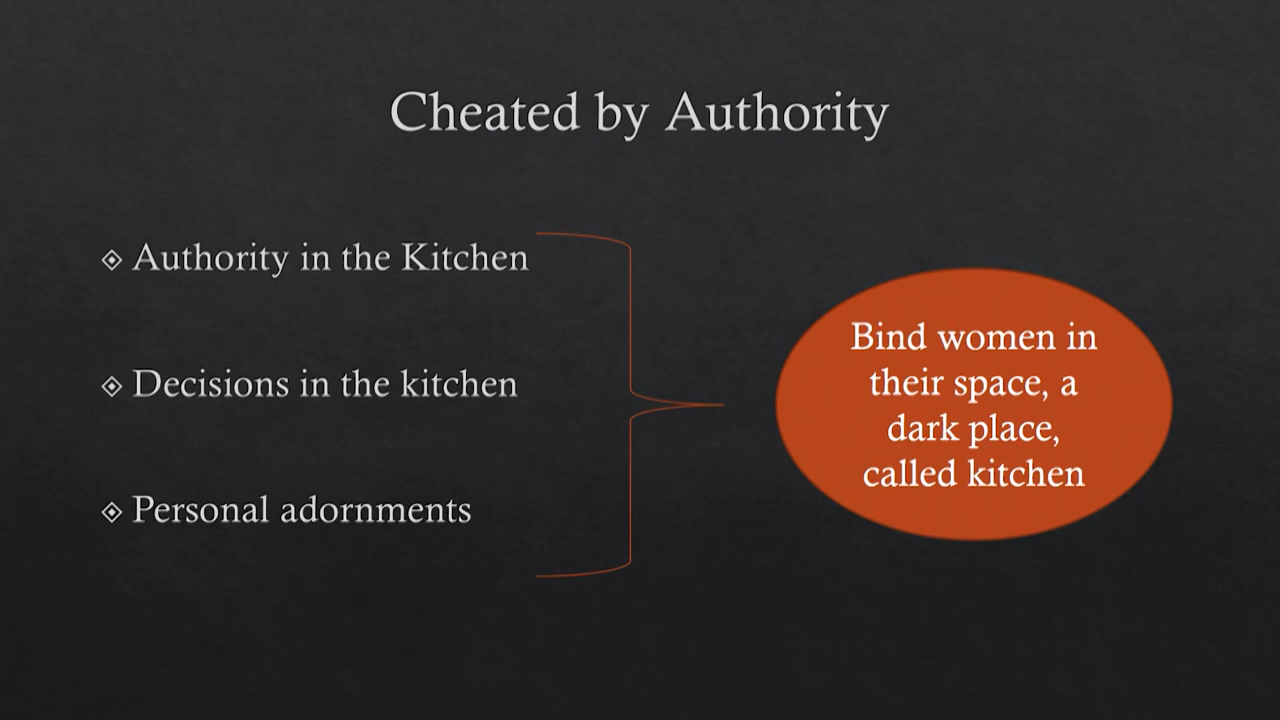 Cheated by Authority
Authority in the Kitchen
Decisions in the kitchen
Personal adornments
Bind women in
their space, a
dark place,
called kitchen